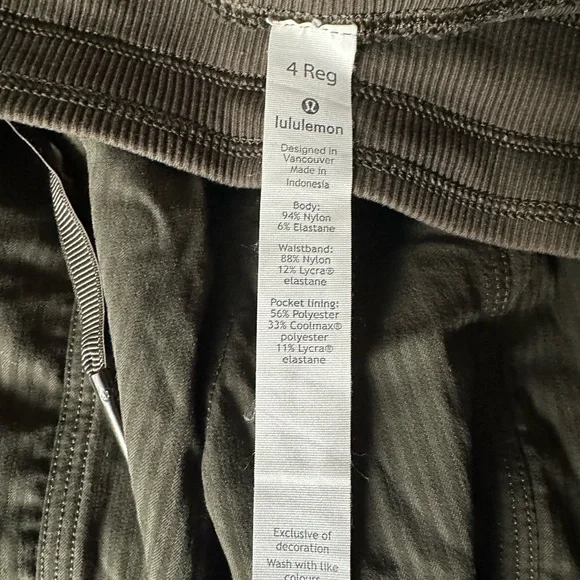 4 Reg
lululemon
Designed in
Vancouver
Made in
Indonesia
Body:
94% Nylon
6% Elastane
Waistband:
88% Nylon
12% Lycra®
elastane
Pocket lining:
56% Polyester
33% Coolmax®
polyester
11% Lycra®
elastane
Exclusive of
decoration
Wash with like
colours